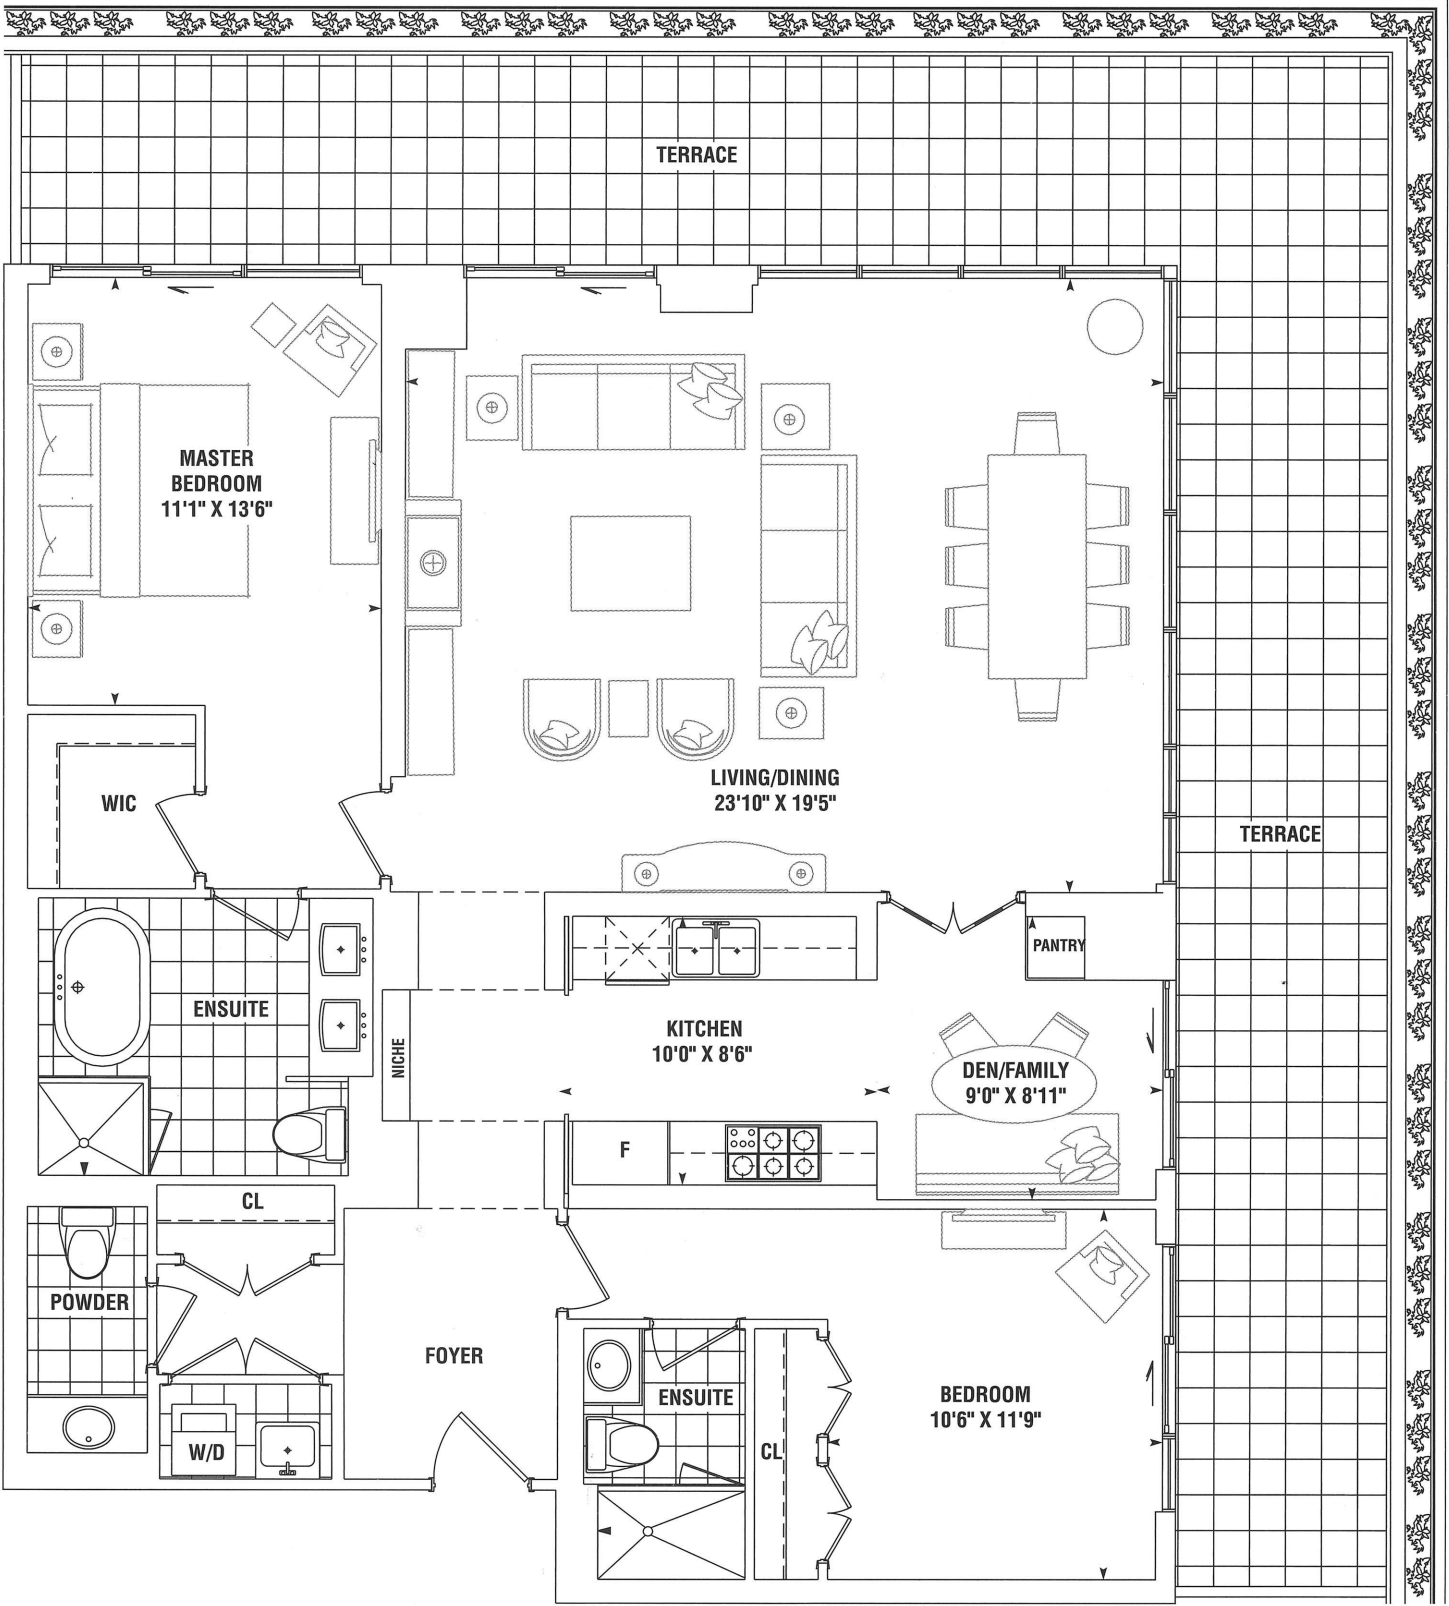 TERRACE
MASTER
BEDROOM
11'1" X 13'6"
LIVING/DINING
23'10" X 19'5"
WIC
TERRACE
PANTRY
ENSUITE
NICHE
KITCHEN
10'0" X 8'6"
DEN/FAMILY
9'0" X 8'11"
F
CL
POWDER
FOYER
ENSUITE
BEDROOM
10'6" X 11'9"
CL
W/D